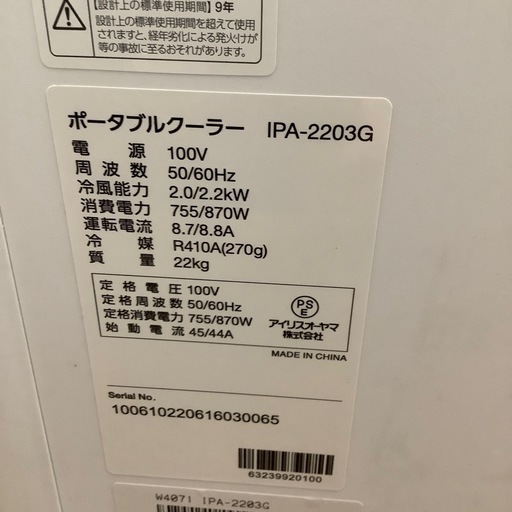 【設計上の標準使用期間】9年
設計上の標準使用期間を超えて使用
されますと、経年劣化による発火けが
等の事故に至るおそれがあります。
ポータブルクーラー IPA-2203G
電源 100V
周波数 50/60Hz
冷風能力 2.0/2.2kW
消費電力 755/870W
運転電流 8.7/8.8A
冷媒 R410A(270g)
質量 22kg
定格電圧 100V
定格周波数 50/60Hz
定格消費電力 755/870W
始動電流 45/44A
PSE
アイリスオーヤマ
株式会社
MADE IN CHINA
Serial No.
100610220616030065
63239920100
W4071 IPA-2203G